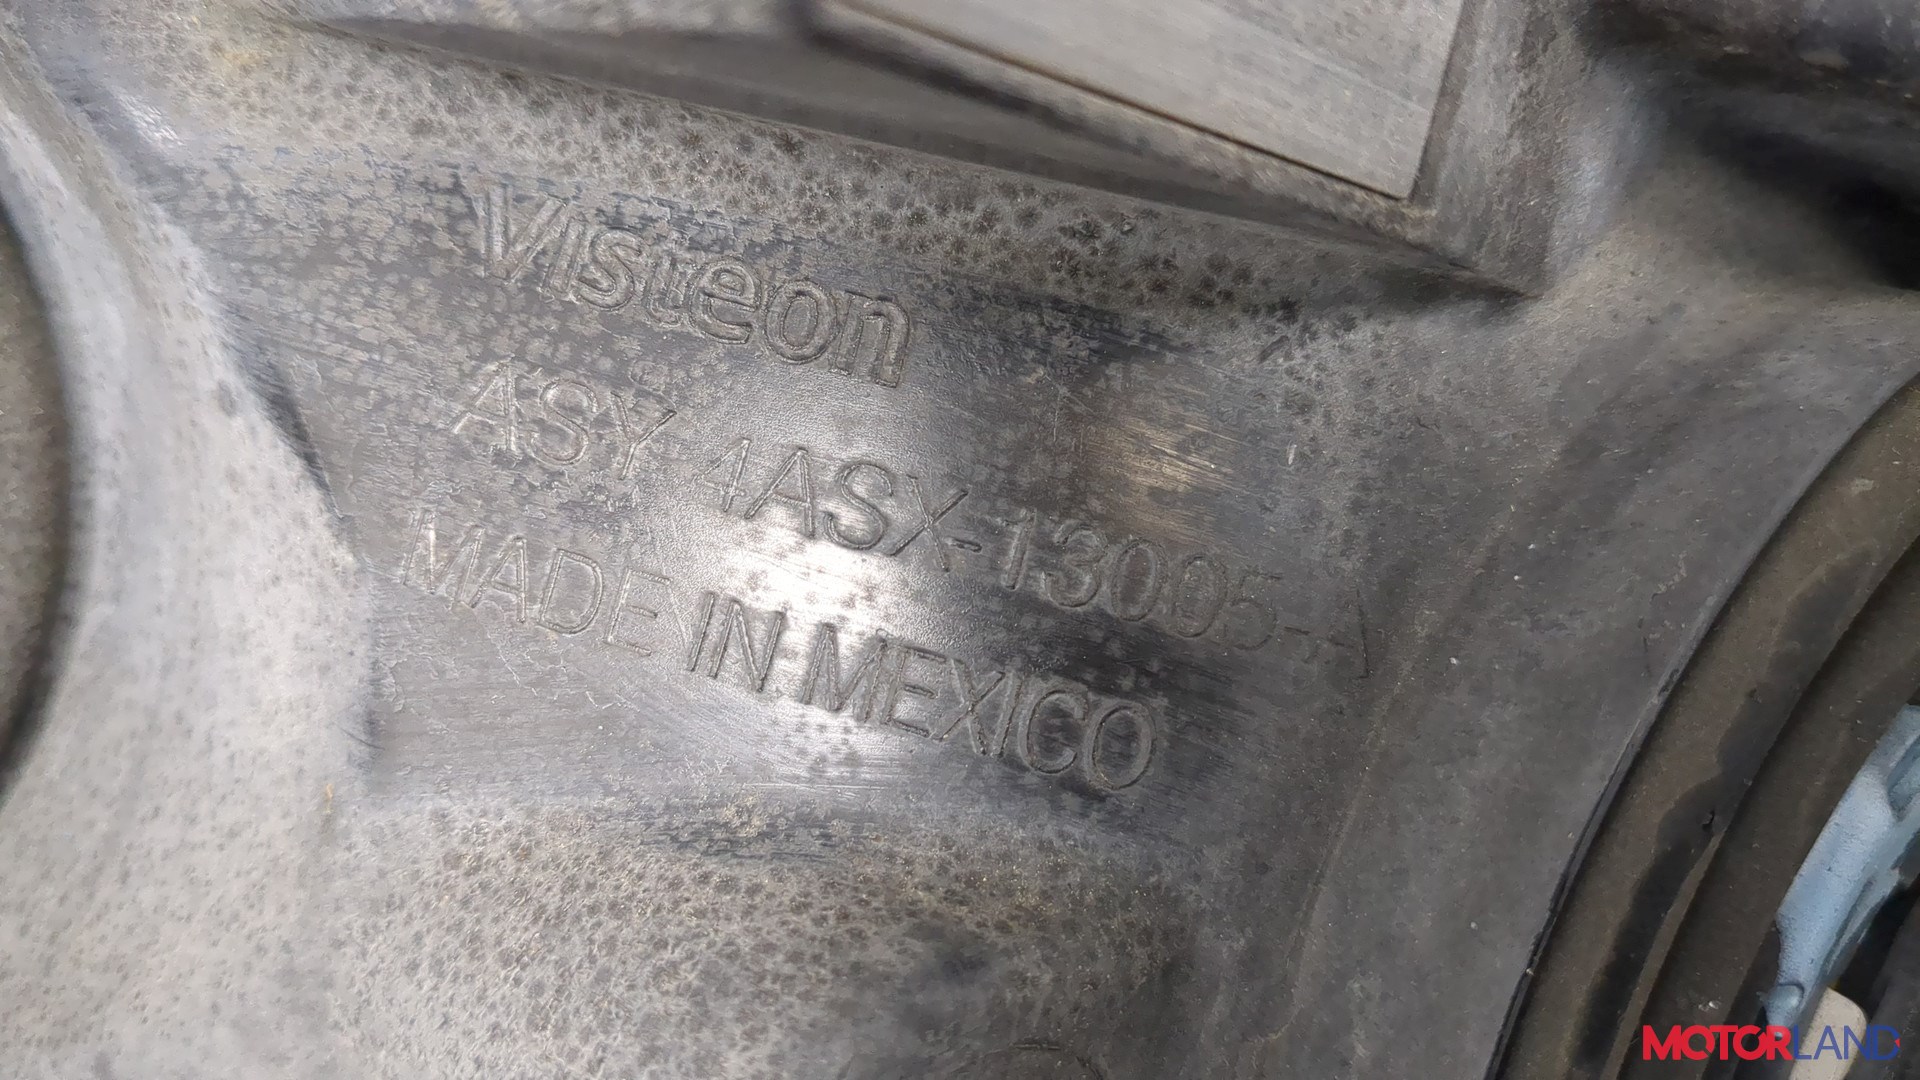 Visteon
ASY 4ASX-13005-A
MADE IN MEXICO
MOTORLAND